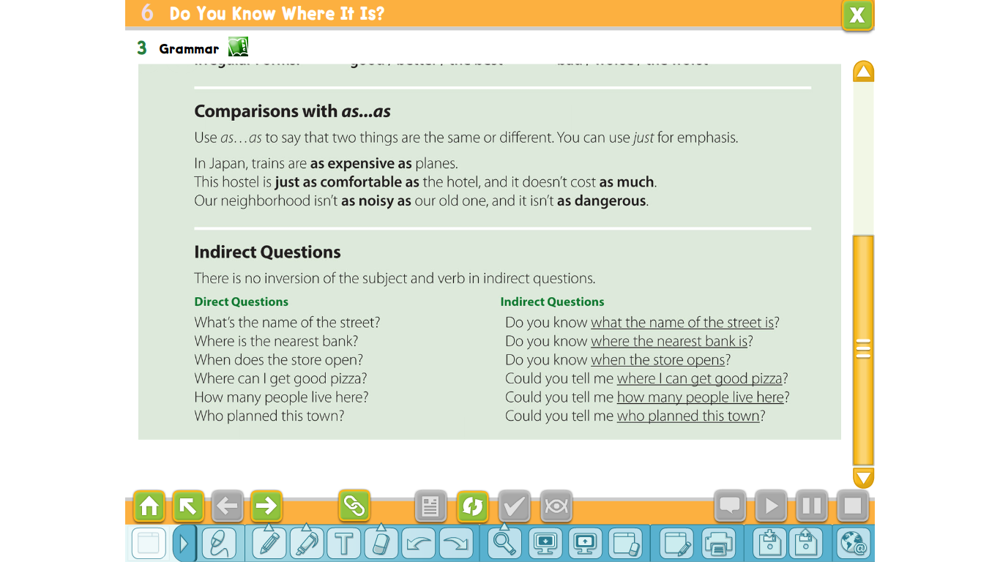 6 Do You Know Where It Is?
X
3 Grammar
Comparisons with as...as
Use as…as to say that two things are the same or different. You can use just for emphasis.
In Japan, trains are as expensive as planes.
This hostel is just as comfortable as the hotel, and it doesn't cost as much.
Our neighborhood isn't as noisy as our old one, and it isn't as dangerous.
Indirect Questions
There is no inversion of the subject and verb in indirect questions.
Direct Questions Indirect Questions
What's the name of the street? Do you know what the name of the street is?
Where is the nearest bank? Do you know where the nearest bank is?
When does the store open? Do you know when the store opens?
Where can I get good pizza? Could you tell me where I can get good pizza?
How many people live here? Could you tell me how many people live here?
Who planned this town? Could you tell me who planned this town?
T
@